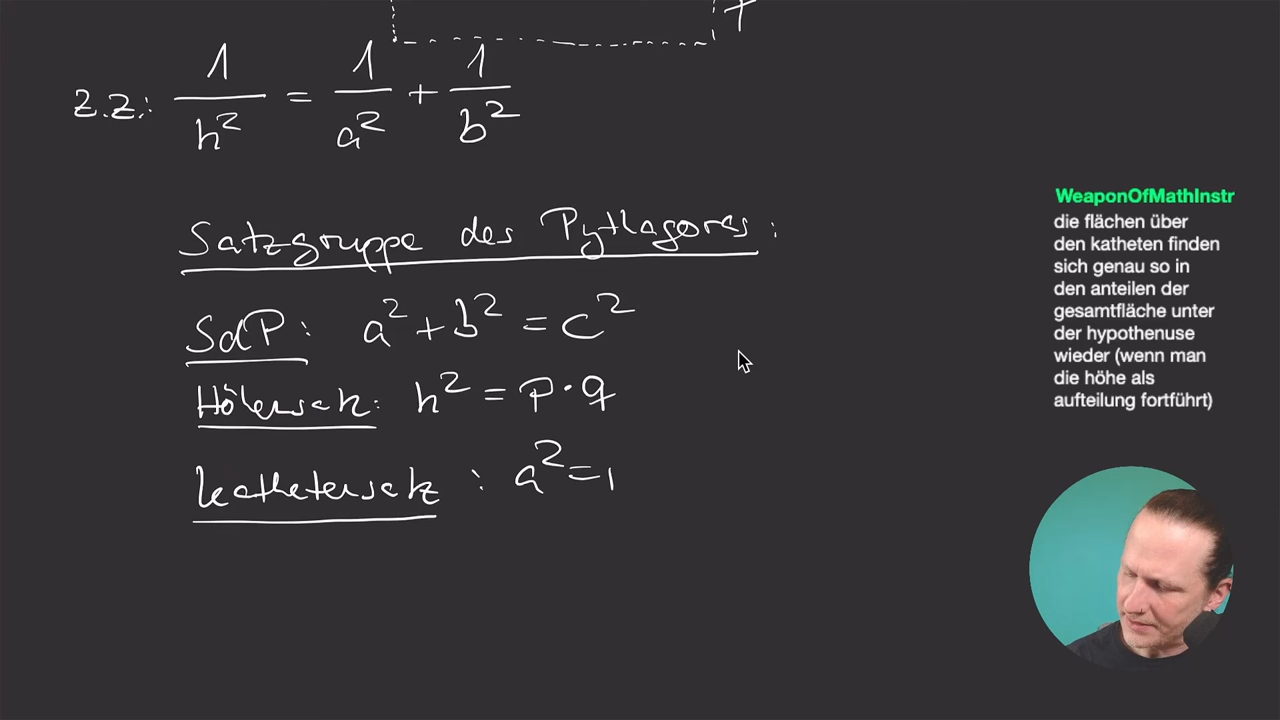 z.z.: 1/h² = 1/a² + 1/b²
Satzgruppe des Pythagoras:
SdP: a² + b² = c²
Höhensatz: h² = p · q
Kathetensatz: a² =
WeaponOfMathInstr
die flächen über
den katheten finden
sich genau so in
den anteilen der
gesamtfläche unter
der hypothenuse
wieder (wenn man
die höhe als
aufteilung fortführt)